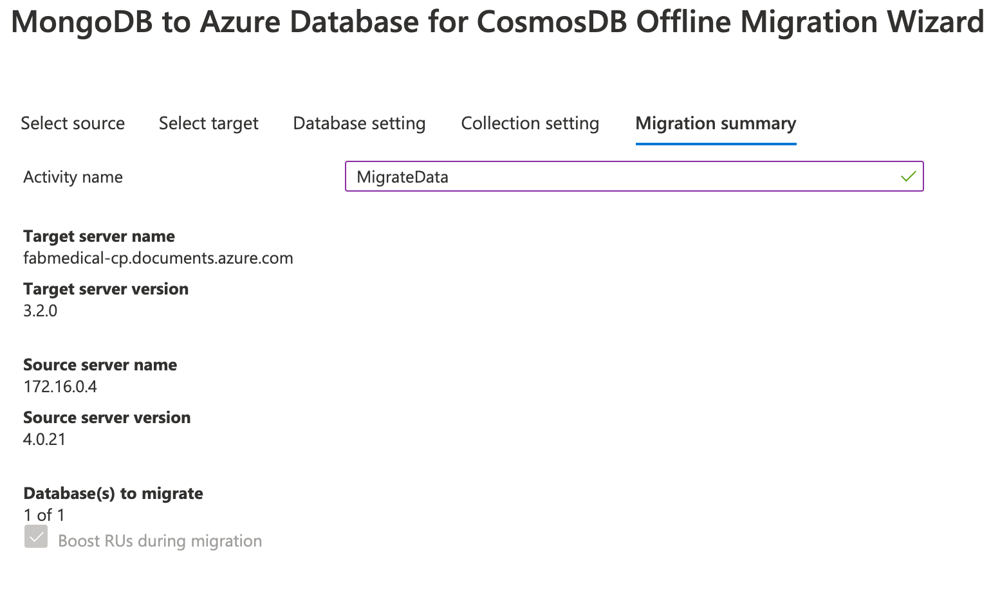 MongoDB to Azure Database for CosmosDB Offline Migration Wizard
Select source Select target Database setting Collection setting Migration summary
Activity name MigrateData
Target server name
fabmedical-cp.documents.azure.com
Target server version
3.2.0
Source server name
172.16.0.4
Source server version
4.0.21
Database(s) to migrate
1 of 1
Boost RUs during migration